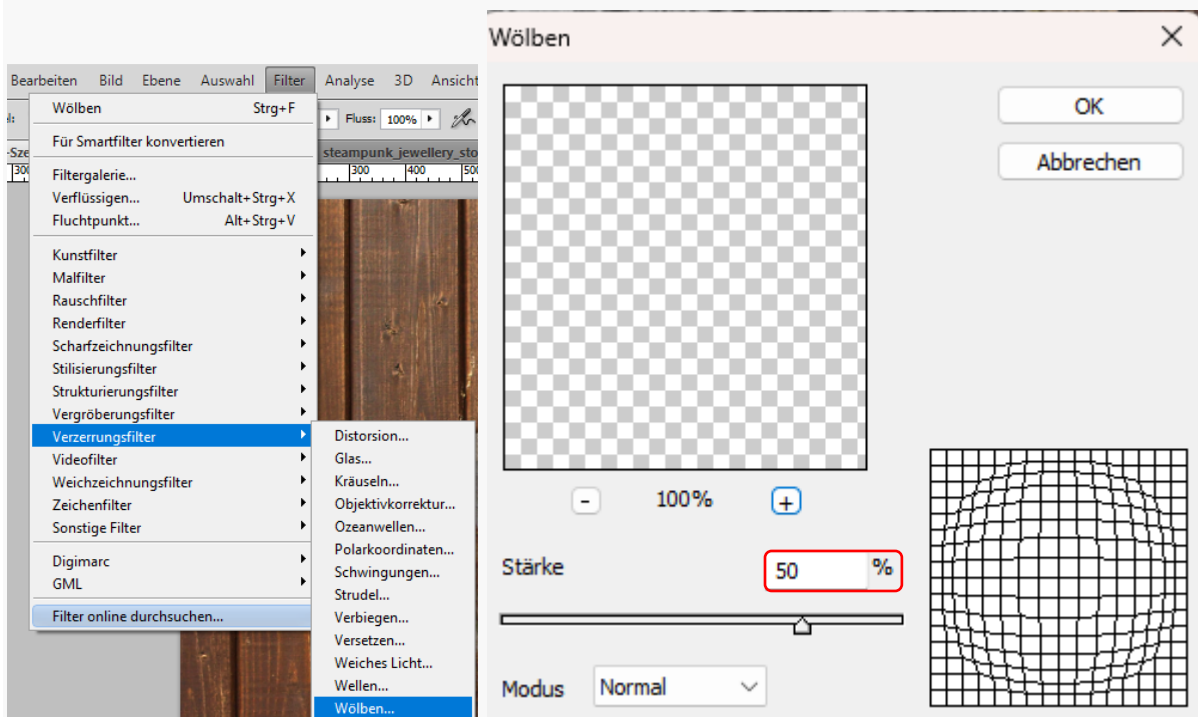 Bearbeiten Bild Ebene Auswahl Filter Analyse 3D Ansicht
Wölben Strg+F
Für Smartfilter konvertieren
Filtergalerie...
Verflüssigen... Umschalt+Strg+X
Fluchtpunkt... Alt+Strg+V
Kunstfilter
Malfilter
Rauschfilter
Renderfilter
Scharfzeichnungsfilter
Stilisierungsfilter
Strukturierungsfilter
Vergröberungsfilter
Verzerrungsfilter
Videofilter
Weichzeichnungsfilter
Zeichenfilter
Sonstige Filter
Digimarc
GML
Filter online durchsuchen...
Fluss: 100%
steampunk_jewellery_sto
300 400 500
Distorsion...
Glas...
Kräuseln...
Objektivkorrektur...
Ozeanwellen...
Polarkoordinaten...
Schwingungen...
Strudel...
Verbiegen...
Versetzen...
Weiches Licht...
Wellen...
Wölben...
Wölben
OK
Abbrechen
- 100% +
Stärke 50 %
Modus Normal